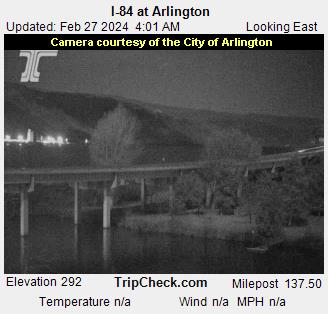 I-84 at Arlington
Updated: Feb 27 2024 4:01 AM Looking East
Camera courtesy of the City of Arlington
Elevation 292 TripCheck.com Milepost 137.50
Temperature n/a Wind n/a MPH n/a